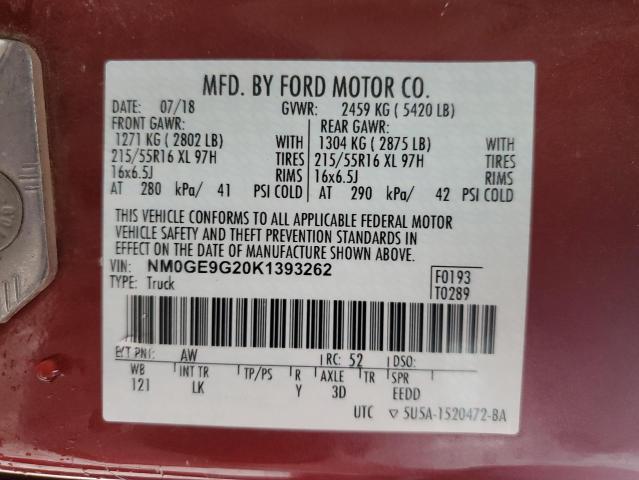 MFD. BY FORD MOTOR CO.
DATE: 07/18 GVWR: 2459 KG ( 5420 LB)
FRONT GAWR: REAR GAWR:
1271 KG ( 2802 LB) WITH 1304 KG ( 2875 LB) WITH
215/55R16 XL 97H TIRES 215/55R16 XL 97H TIRES
16x6.5J RIMS 16x6.5J RIMS
AT 280 kPa/ 41 PSI COLD AT 290 kPa/ 42 PSI COLD
THIS VEHICLE CONFORMS TO ALL APPLICABLE FEDERAL MOTOR
VEHICLE SAFETY AND THEFT PREVENTION STANDARDS IN
EFFECT ON THE DATE OF MANUFACTURE SHOWN ABOVE.
VIN: NM0GE9G20K1393262 F0193
TYPE: Truck T0289
EXT PNT: AW RC: 52 DSO:
WB INT TR TP/PS R AXLE TR SPR
121 LK Y 3D EEDD
UTC ▽ 5U5A-1520472-BA